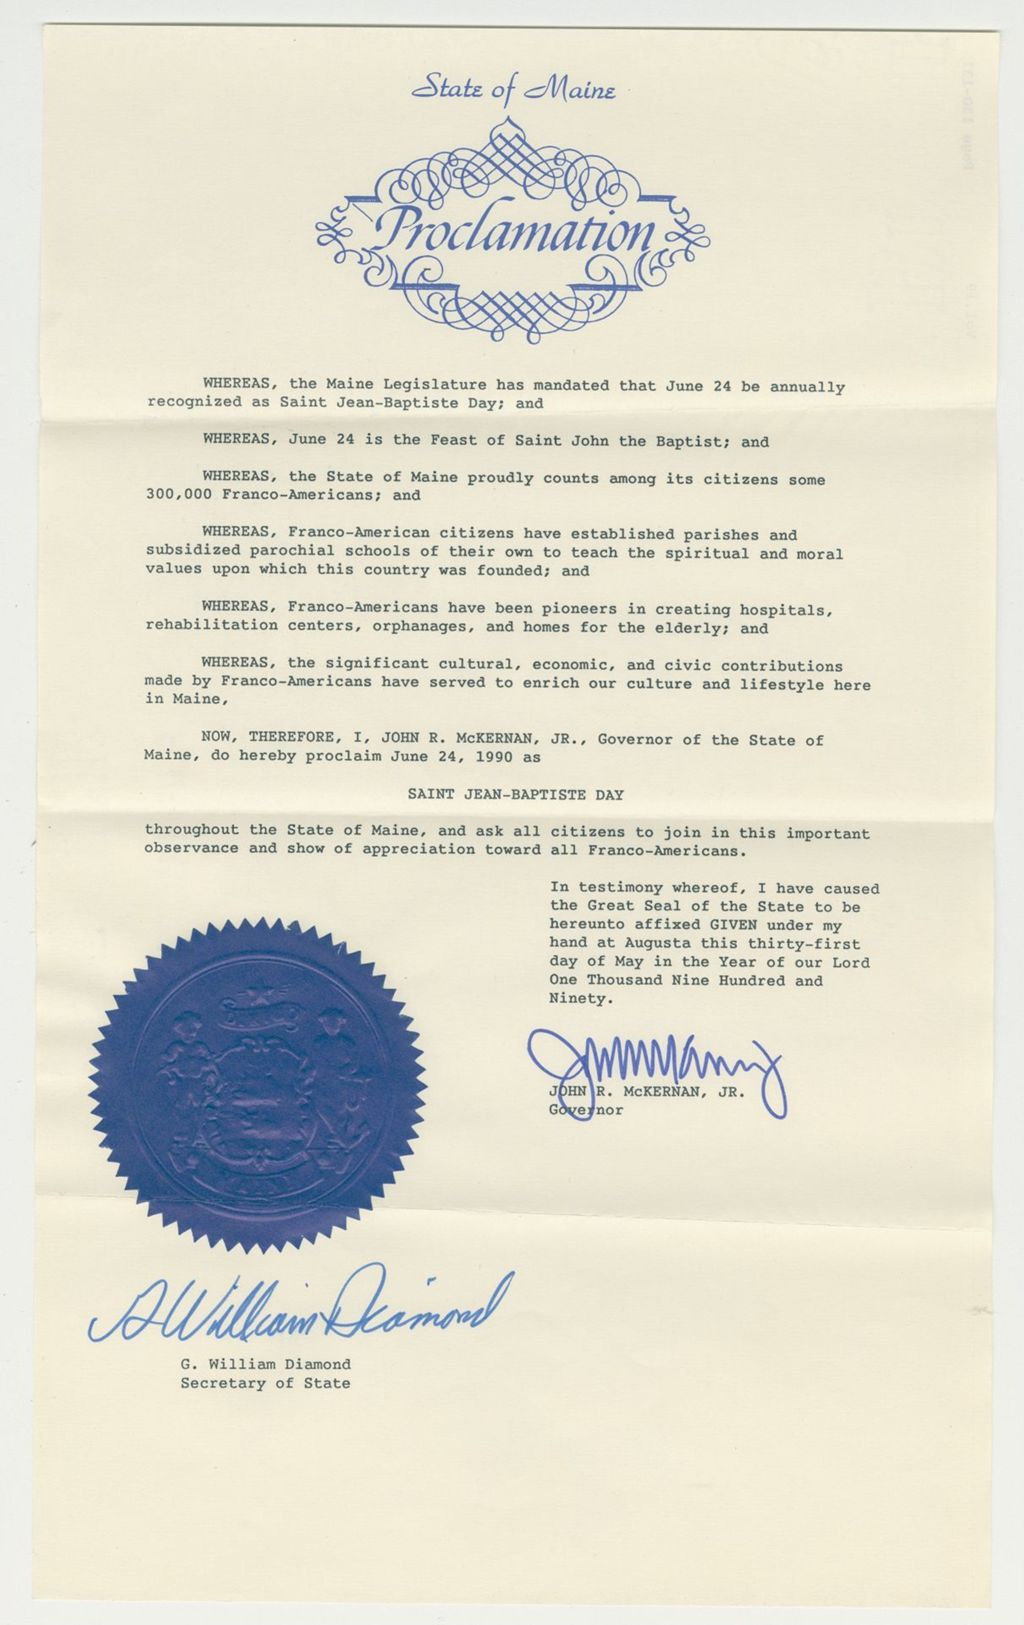 State of Maine
Proclamation
WHEREAS, the Maine Legislature has mandated that June 24 be annually
recognized as Saint Jean-Baptiste Day; and
WHEREAS, June 24 is the Feast of Saint John the Baptist; and
WHEREAS, the State of Maine proudly counts among its citizens some
300,000 Franco-Americans; and
WHEREAS, Franco-American citizens have established parishes and
subsidized parochial schools of their own to teach the spiritual and moral
values upon which this country was founded; and
WHEREAS, Franco-Americans have been pioneers in creating hospitals,
rehabilitation centers, orphanages, and homes for the elderly; and
WHEREAS, the significant cultural, economic, and civic contributions
made by Franco-Americans have served to enrich our culture and lifestyle here
in Maine,
NOW, THEREFORE, I, JOHN R. McKERNAN, JR., Governor of the State of
Maine, do hereby proclaim June 24, 1990 as
SAINT JEAN-BAPTISTE DAY
throughout the State of Maine, and ask all citizens to join in this important
observance and show of appreciation toward all Franco-Americans.
In testimony whereof, I have caused
the Great Seal of the State to be
hereunto affixed GIVEN under my
hand at Augusta this thirty-first
day of May in the Year of our Lord
One Thousand Nine Hundred and
Ninety.
JOHN R. McKERNAN, JR.
Governor
MAINE
G William Diamond
G. William Diamond
Secretary of State